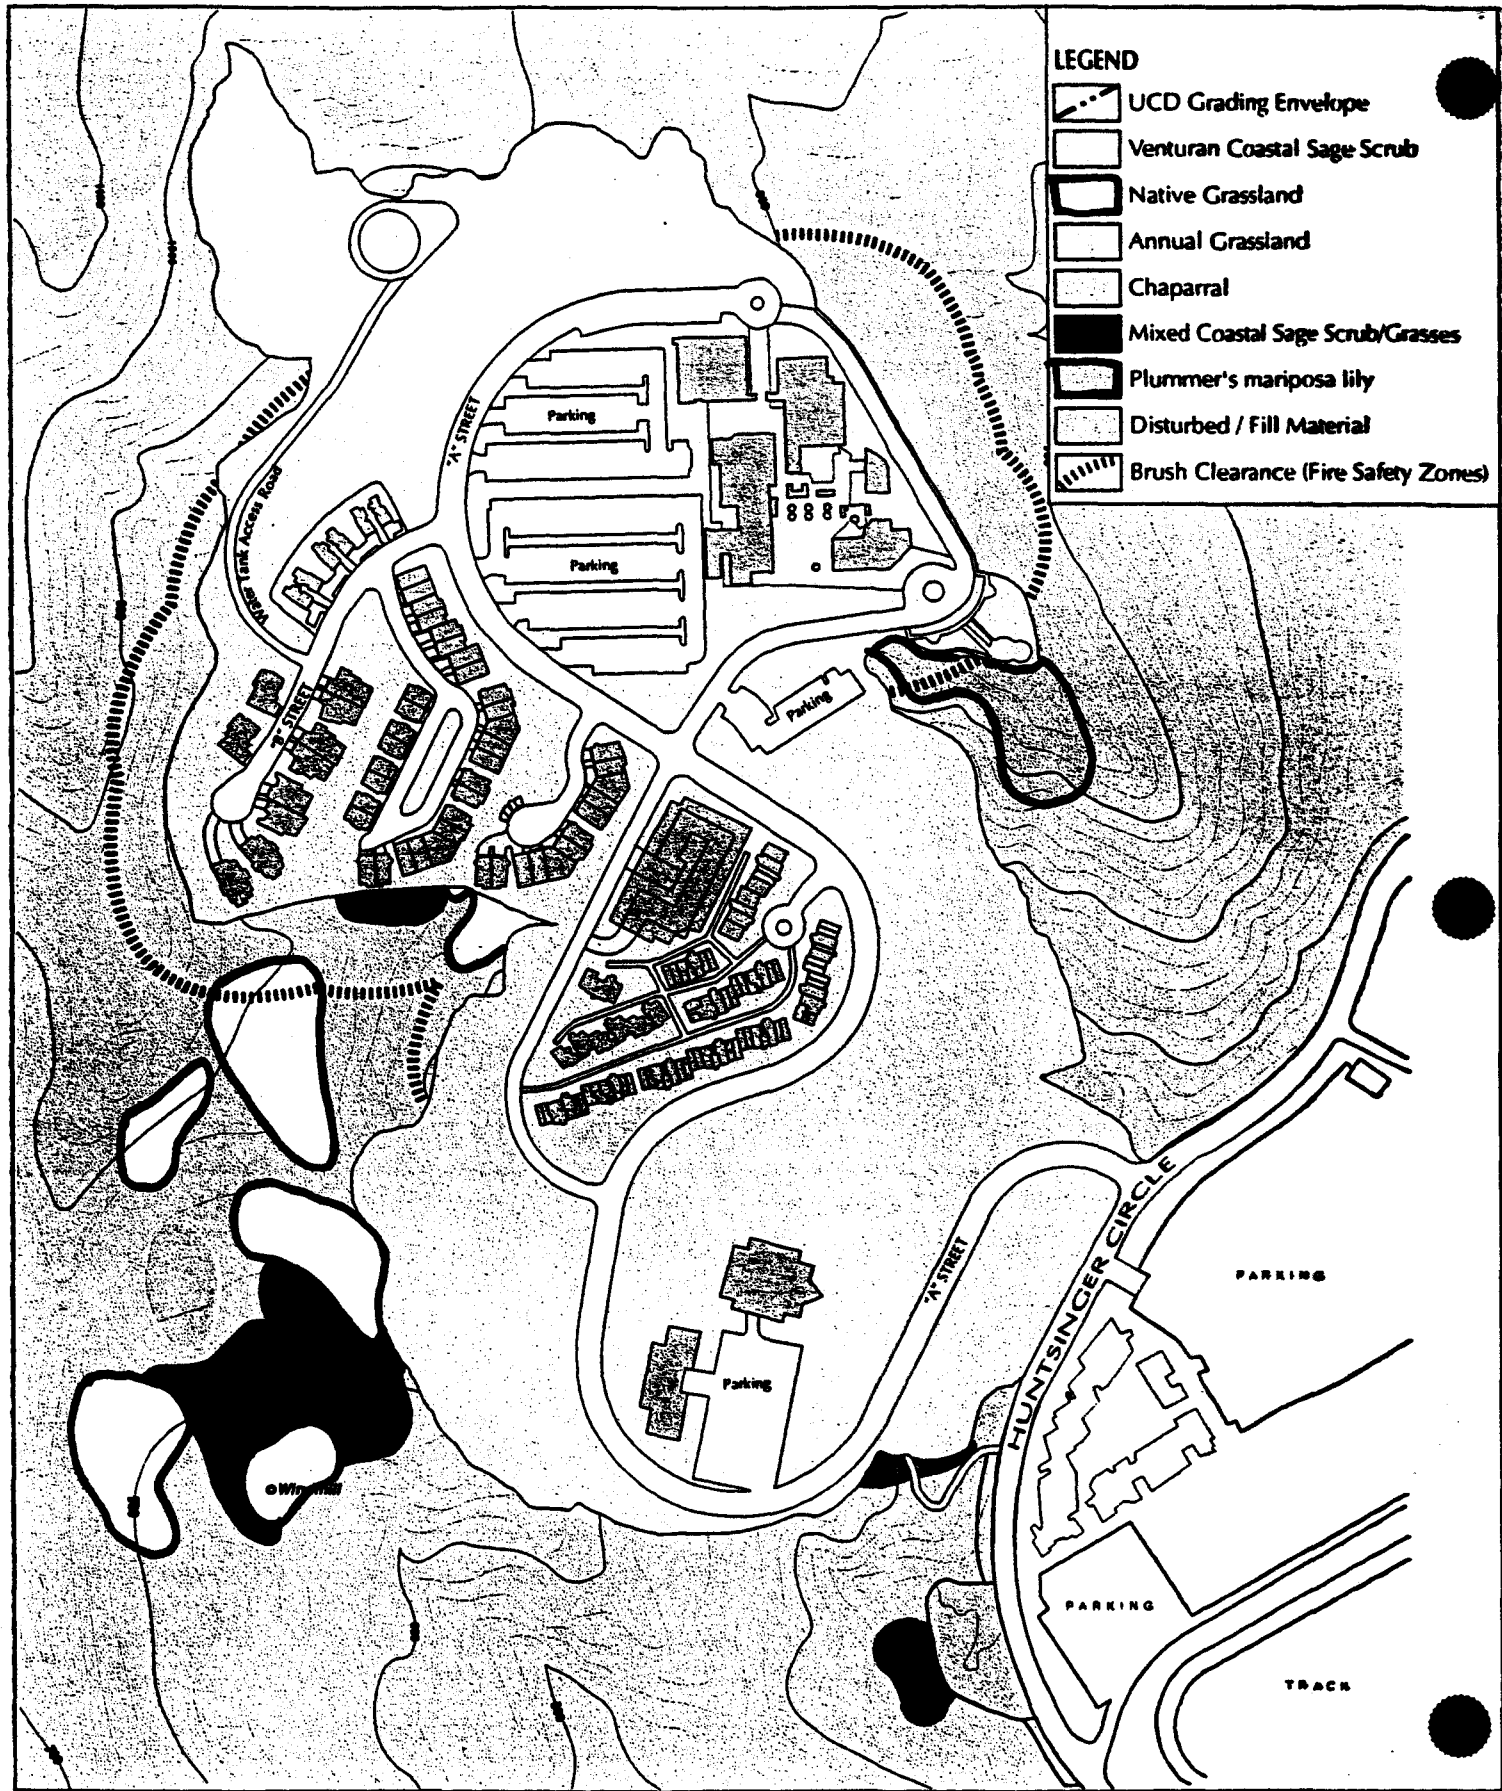 LEGEND
UCD Grading Envelope
Venturan Coastal Sage Scrub
Native Grassland
Annual Grassland
Chaparral
Mixed Coastal Sage Scrub/Grasses
Plummer's mariposa lily
Disturbed / Fill Material
Brush Clearance (Fire Safety Zones)
"A" STREET
Parking
Water Tank Access Road
Parking
"B" STREET
Parking
HUNTSINGER CIRCLE
"A" STREET
PARKING
Parking
Windmill
PARKING
TRACK